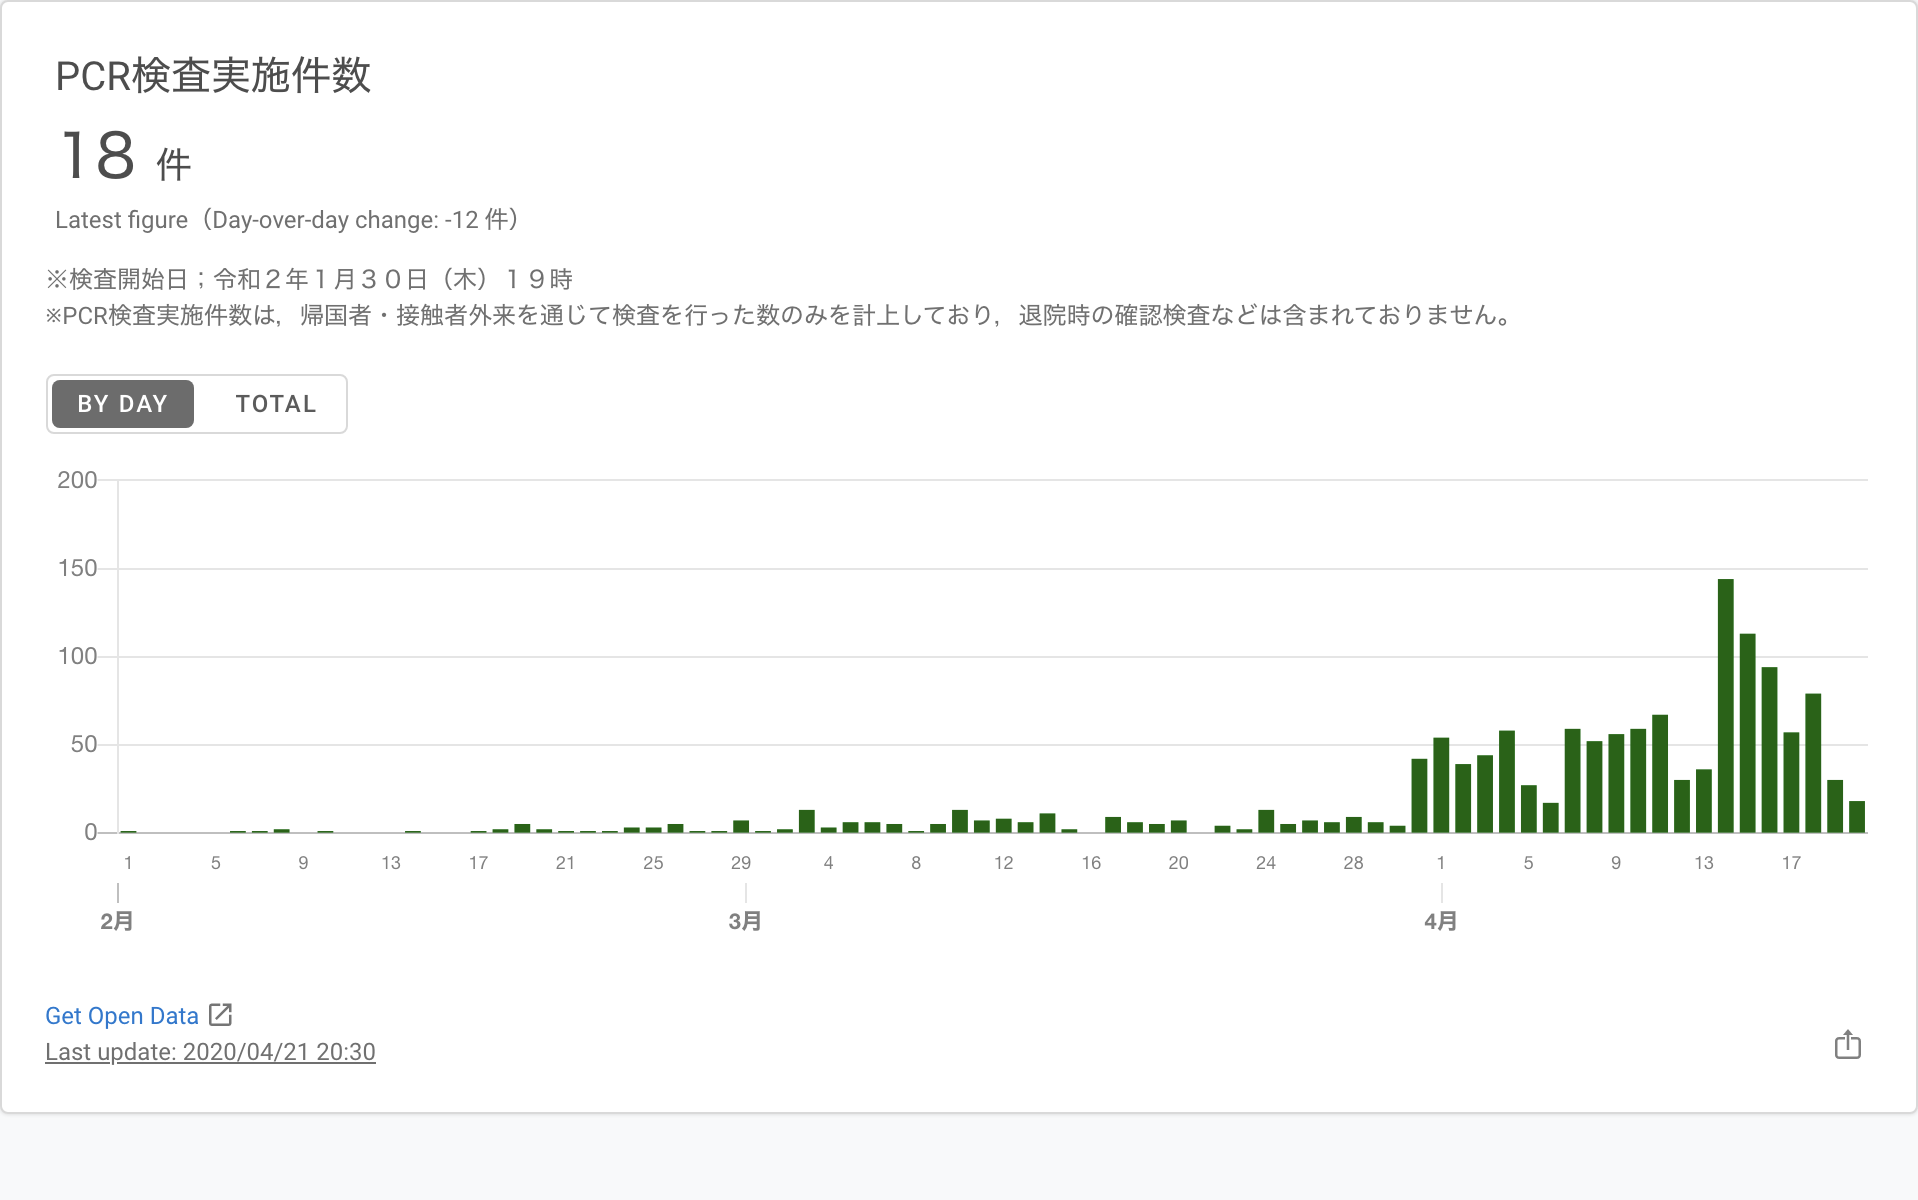 PCR検査実施件数
18 件
Latest figure（Day-over-day change: -12 件）
※検査開始日；令和２年１月３０日（木）１９時
※PCR検査実施件数は，帰国者・接触者外来を通じて検査を行った数のみを計上しており，退院時の確認検査などは含まれておりません。
BY DAY TOTAL
200
150
100
50
0
1 5 9 13 17 21 25 29 4 8 12 16 20 24 28 1 5 9 13 17
2月 3月 4月
Get Open Data
Last update: 2020/04/21 20:30